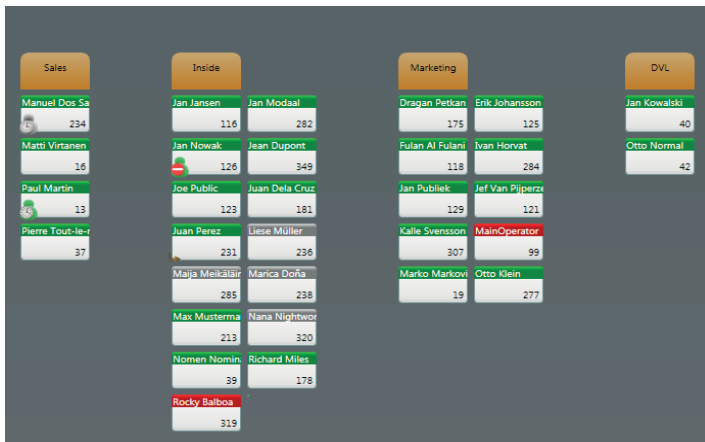 Sales
Inside
Marketing
DVL
Manuel Dos Sa
234
Matti Virtanen
16
Paul Martin
13
Pierre Tout-le-r
37
Jan Jansen
116
Jan Modaal
282
Jan Nowak
126
Jean Dupont
349
Joe Public
123
Juan Dela Cruz
181
Juan Perez
231
Liese Müller
236
Maija Meikäläin
285
Marica Doña
238
Max Musterma
213
Nana Nightwor
320
Nomen Nomin
39
Richard Miles
178
Rocky Balboa
319
Dragan Petkan
175
Erik Johansson
125
Fulan Al Fulani
118
Ivan Horvat
284
Jan Publiek
129
Jef Van Pijperze
121
Kalle Svensson
307
MainOperator
99
Marko Markovi
19
Otto Klein
277
Jan Kowalski
40
Otto Normal
42